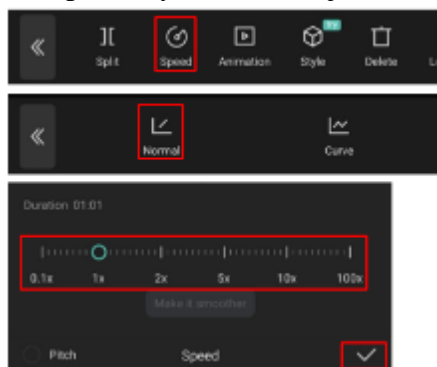 Split Speed Animation Style Delete
Normal Curve
Duration 01:01
0.1x 1x 2x 5x 10x 100x
Make it smoother
Pitch Speed